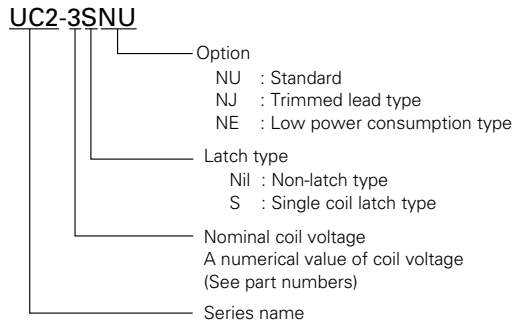 UC2-3SNU
Option
NU : Standard
NJ : Trimmed lead type
NE : Low power consumption type
Latch type
Nil : Non-latch type
S : Single coil latch type
Nominal coil voltage
A numerical value of coil voltage
(See part numbers)
Series name